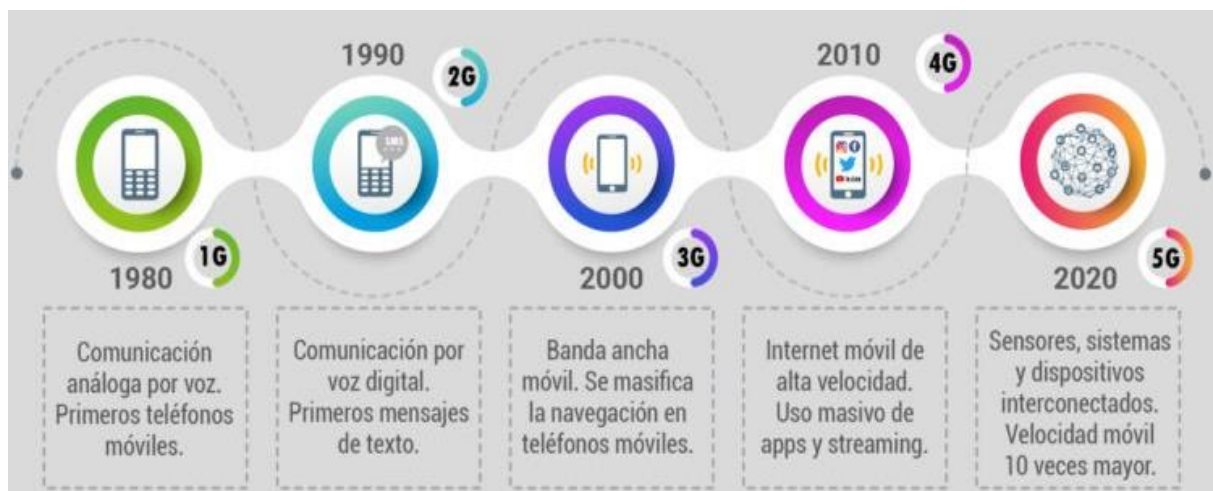 1980
1G
Comunicación
análoga por voz.
Primeros teléfonos
móviles.
1990
2G
SMS
Comunicación por
voz digital.
Primeros mensajes
de texto.
2000
3G
Banda ancha
móvil. Se masifica
la navegación en
teléfonos móviles.
2010
4G
Internet móvil de
alta velocidad.
Uso masivo de
apps y streaming.
2020
5G
Sensores, sistemas
y dispositivos
interconectados.
Velocidad móvil
10 veces mayor.